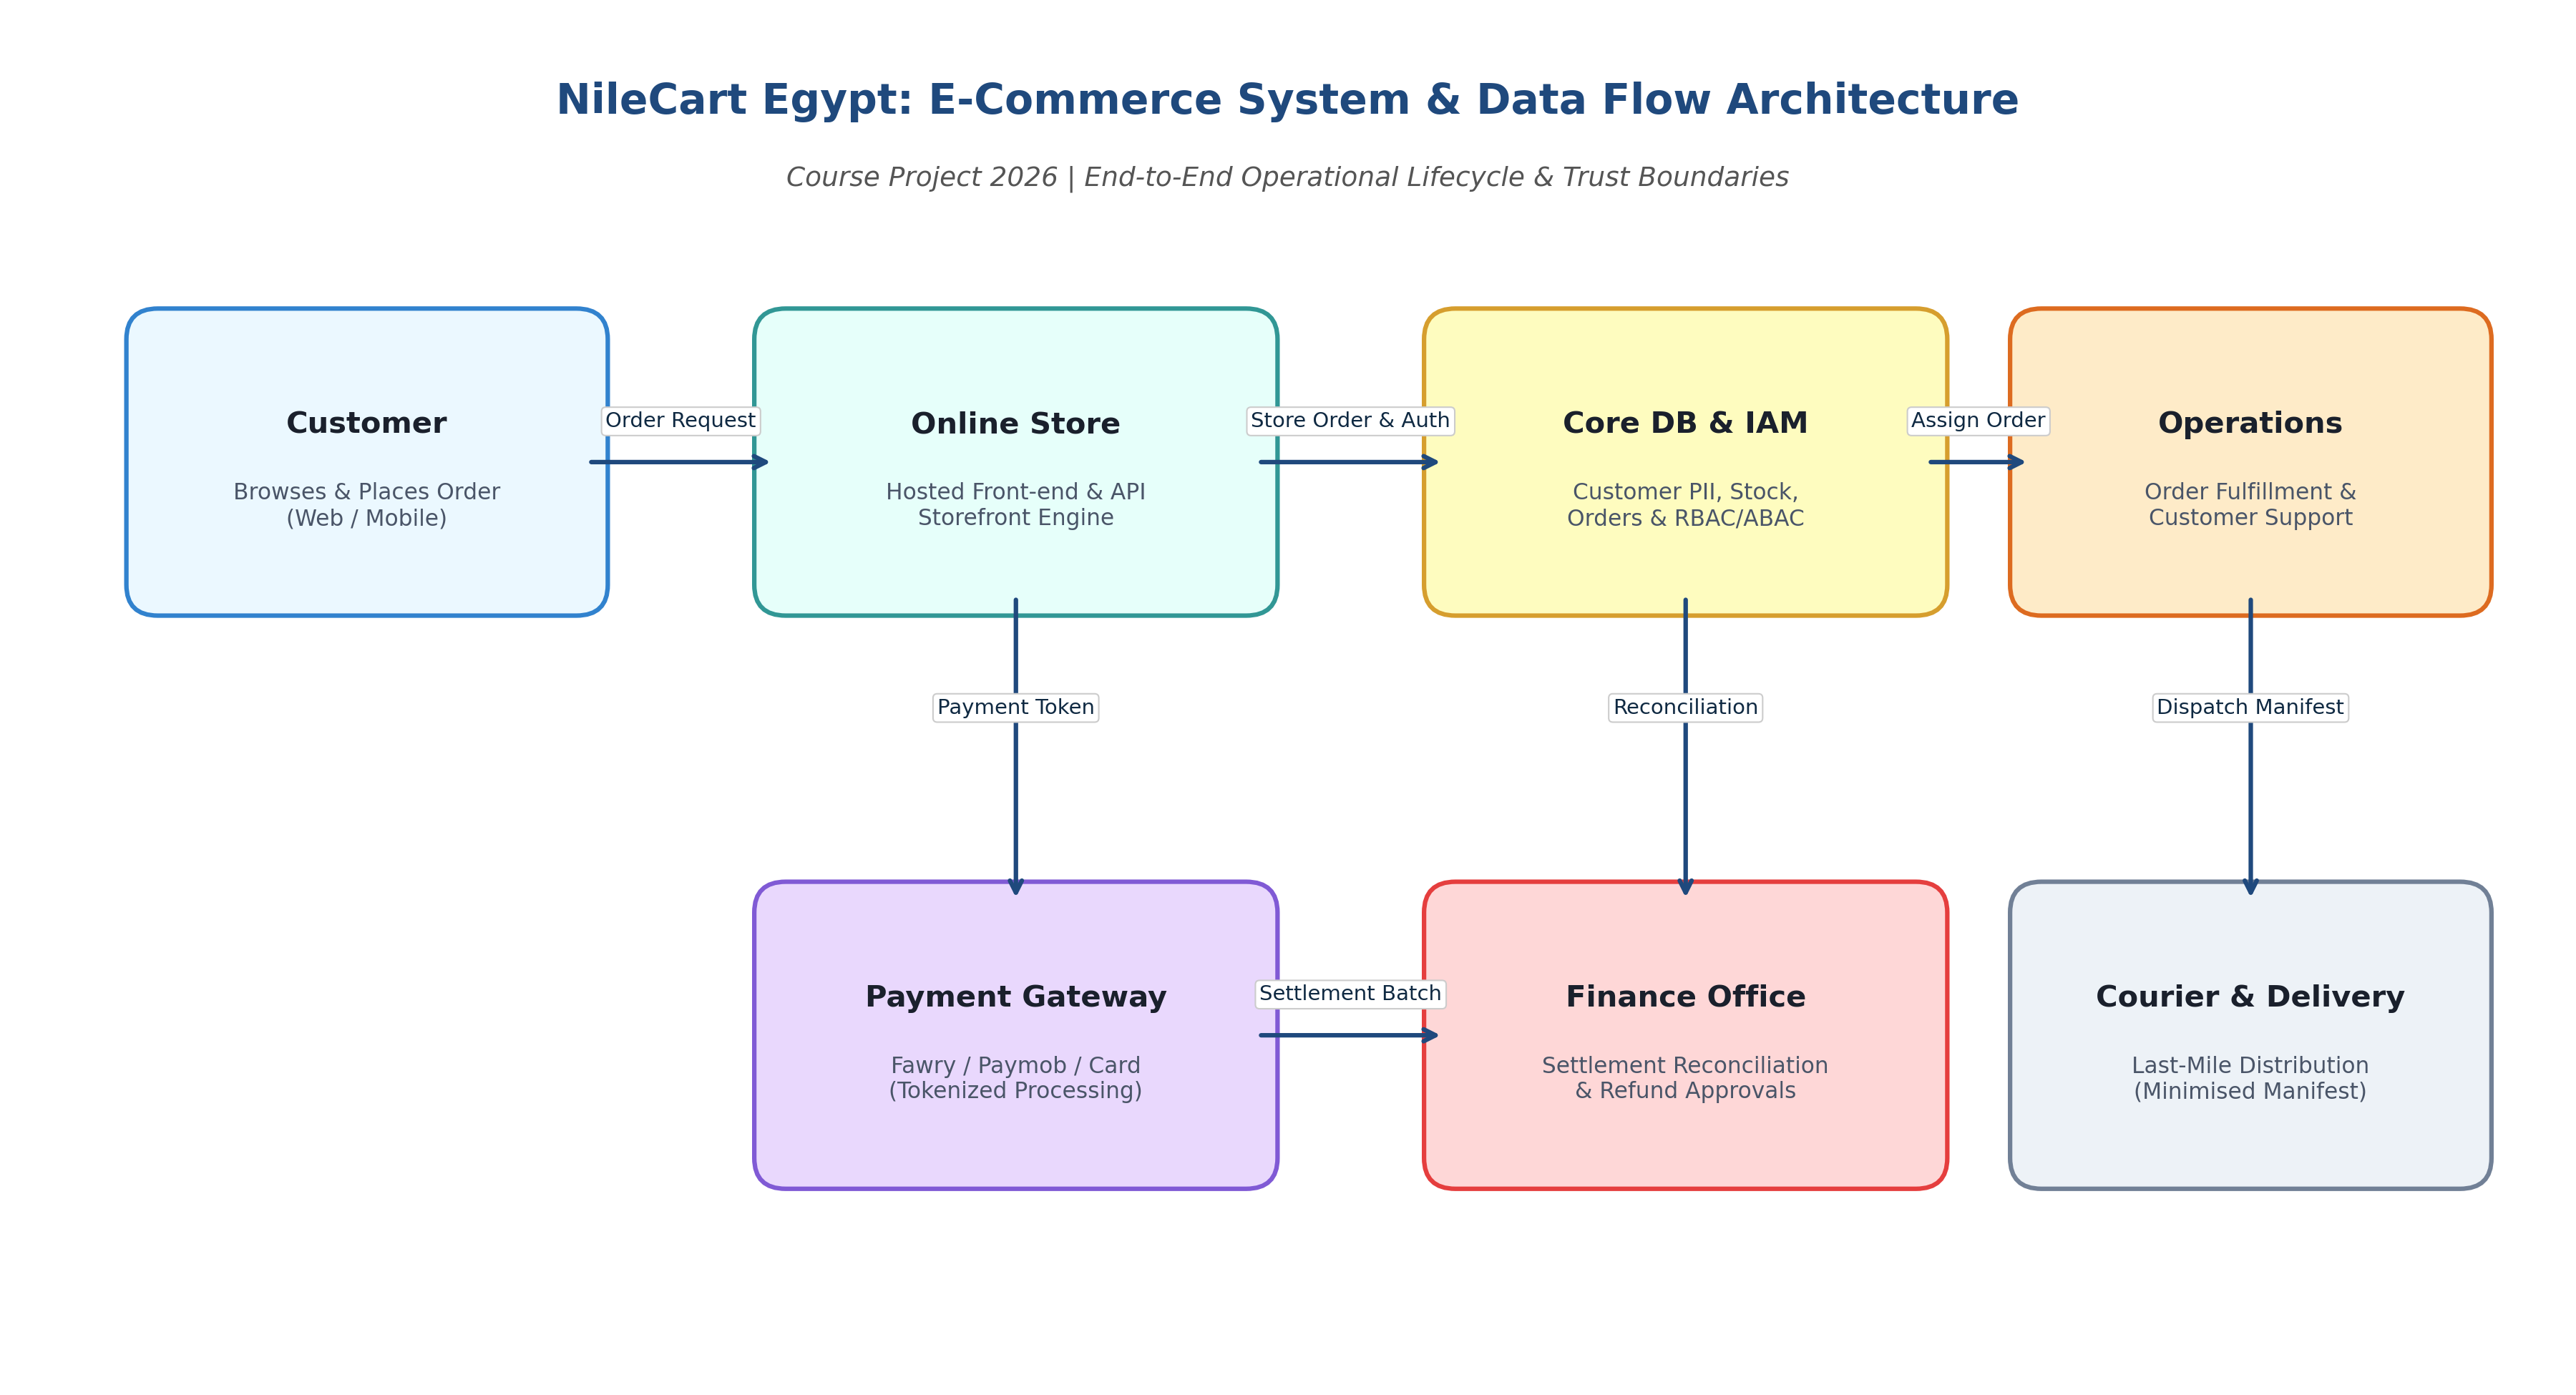 NileCart Egypt: E-Commerce System & Data Flow Architecture
Course Project 2026 | End-to-End Operational Lifecycle & Trust Boundaries
Customer
Browses & Places Order
(Web / Mobile)
Order Request
Online Store
Hosted Front-end & API
Storefront Engine
Store Order & Auth
Core DB & IAM
Customer PII, Stock,
Orders & RBAC/ABAC
Assign Order
Operations
Order Fulfillment &
Customer Support
Payment Token
Reconciliation
Dispatch Manifest
Payment Gateway
Fawry / Paymob / Card
(Tokenized Processing)
Settlement Batch
Finance Office
Settlement Reconciliation
& Refund Approvals
Courier & Delivery
Last-Mile Distribution
(Minimised Manifest)